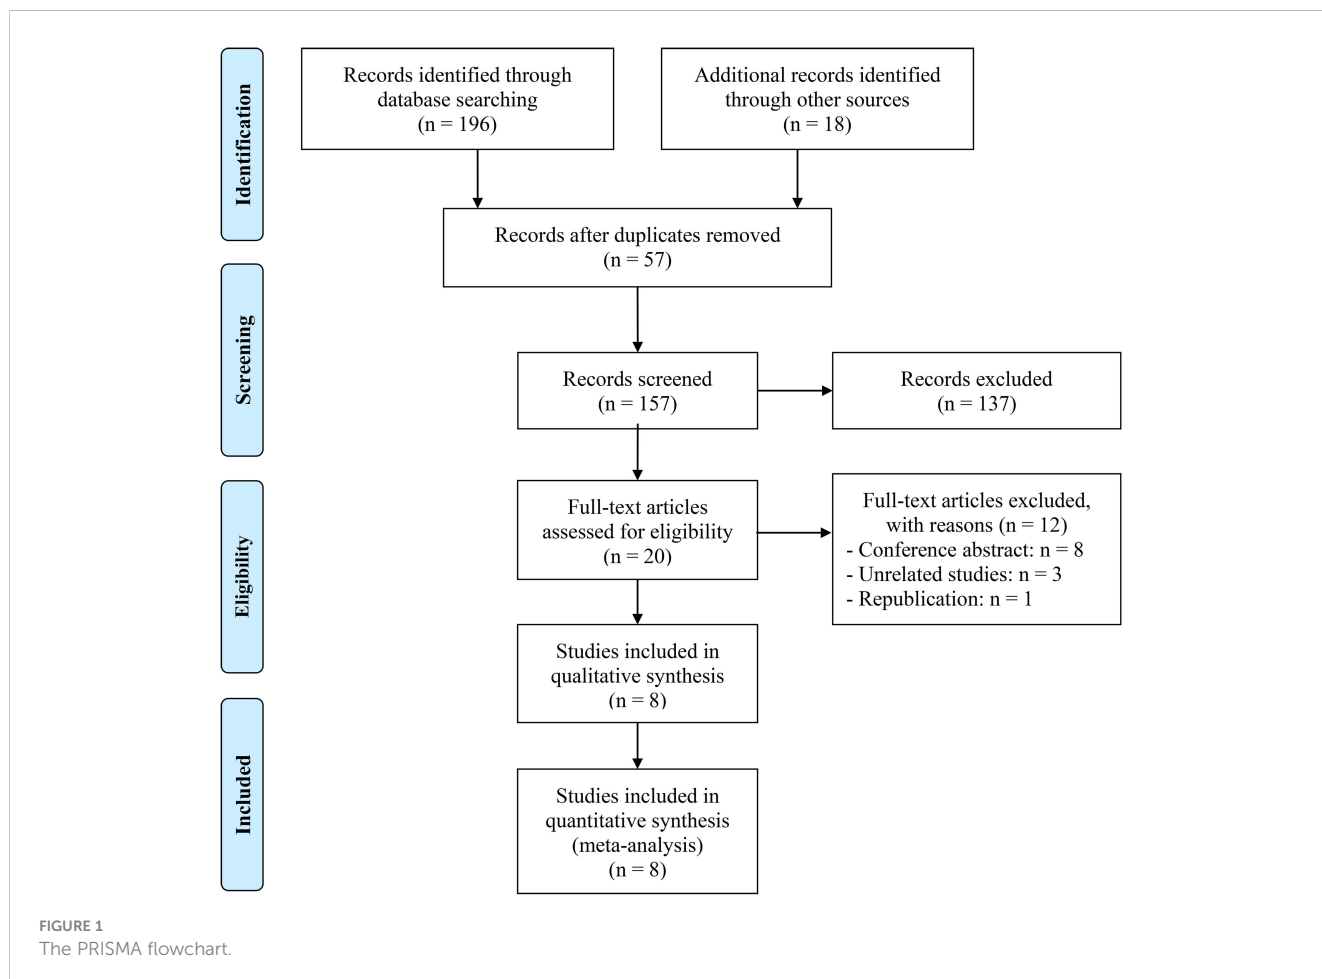 Identification
Records identified through
database searching
(n = 196)
Additional records identified
through other sources
(n = 18)
Records after duplicates removed
(n = 57)
Screening
Records screened
(n = 157)
Records excluded
(n = 137)
Eligibility
Full-text articles
assessed for eligibility
(n = 20)
Full-text articles excluded,
with reasons (n = 12)
- Conference abstract: n = 8
- Unrelated studies: n = 3
- Republication: n = 1
Studies included in
qualitative synthesis
(n = 8)
Included
Studies included in
quantitative synthesis
(meta-analysis)
(n = 8)
FIGURE 1
The PRISMA flowchart.